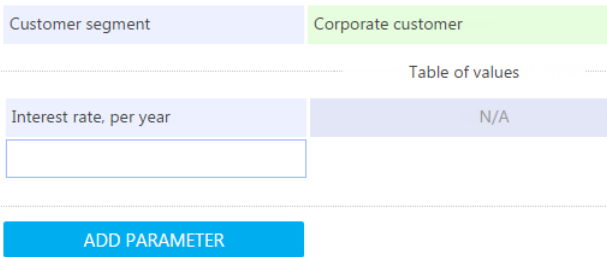 Customer segment Corporate customer
Table of values
Interest rate, per year N/A
ADD PARAMETER